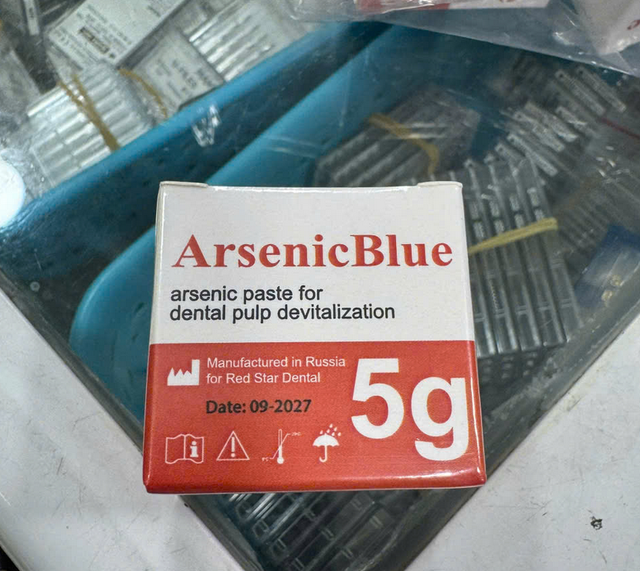 ArsenicBlue
arsenic paste for
dental pulp devitalization
Manufactured in Russia
for Red Star Dental
Date: 09-2027
5g